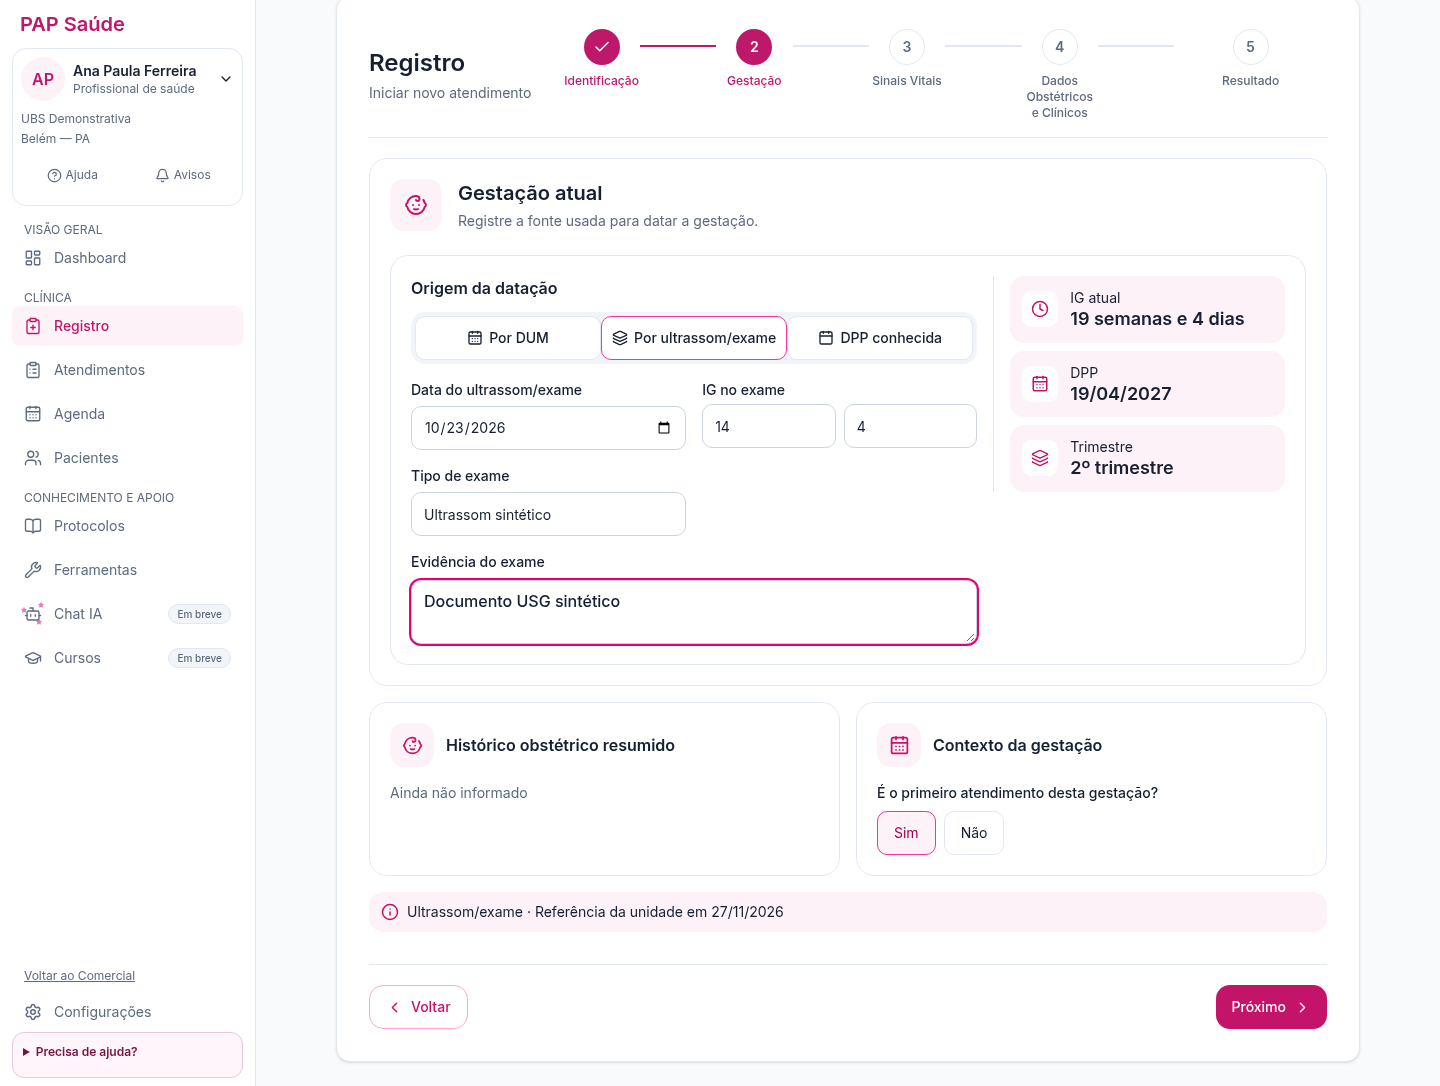 PAP Saúde
AP
Ana Paula Ferreira
Profissional de saúde
UBS Demonstrativa
Belém — PA
Ajuda
Avisos
VISÃO GERAL
Dashboard
CLÍNICA
Registro
Atendimentos
Agenda
Pacientes
CONHECIMENTO E APOIO
Protocolos
Ferramentas
Chat IA
Em breve
Cursos
Em breve
Voltar ao Comercial
Configurações
Precisa de ajuda?
Registro
Iniciar novo atendimento
Identificação
2
Gestação
3
Sinais Vitais
4
Dados
Obstétricos
e Clínicos
5
Resultado
Gestação atual
Registre a fonte usada para datar a gestação.
Origem da datação
Por DUM
Por ultrassom/exame
DPP conhecida
Data do ultrassom/exame
10/23/2026
IG no exame
14
4
Tipo de exame
Ultrassom sintético
Evidência do exame
Documento USG sintético
IG atual
19 semanas e 4 dias
DPP
19/04/2027
Trimestre
2º trimestre
Histórico obstétrico resumido
Ainda não informado
Contexto da gestação
É o primeiro atendimento desta gestação?
Sim
Não
Ultrassom/exame · Referência da unidade em 27/11/2026
Voltar
Próximo